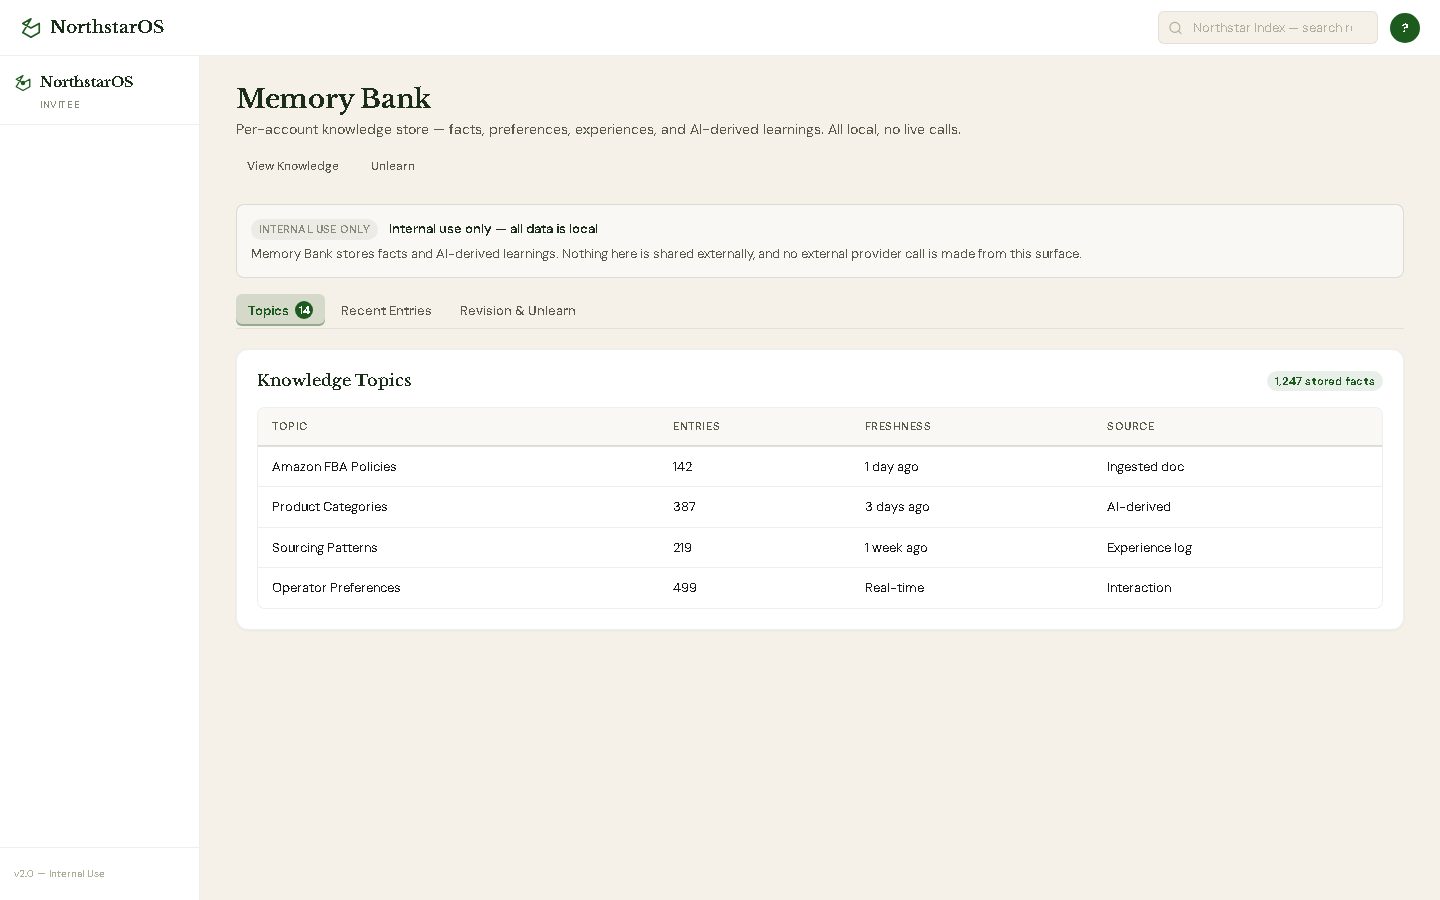 NorthstarOS
Northstar Index — search r
?
NorthstarOS
INVITEE
Memory Bank
Per-account knowledge store — facts, preferences, experiences, and AI-derived learnings. All local, no live calls.
View Knowledge
Unlearn
INTERNAL USE ONLY Internal use only — all data is local
Memory Bank stores facts and AI-derived learnings. Nothing here is shared externally, and no external provider call is made from this surface.
Topics 14 Recent Entries Revision & Unlearn
Knowledge Topics
1,247 stored facts
TOPIC ENTRIES FRESHNESS SOURCE
Amazon FBA Policies 142 1 day ago Ingested doc
Product Categories 387 3 days ago AI-derived
Sourcing Patterns 219 1 week ago Experience log
Operator Preferences 499 Real-time Interaction
v2.0 — Internal Use